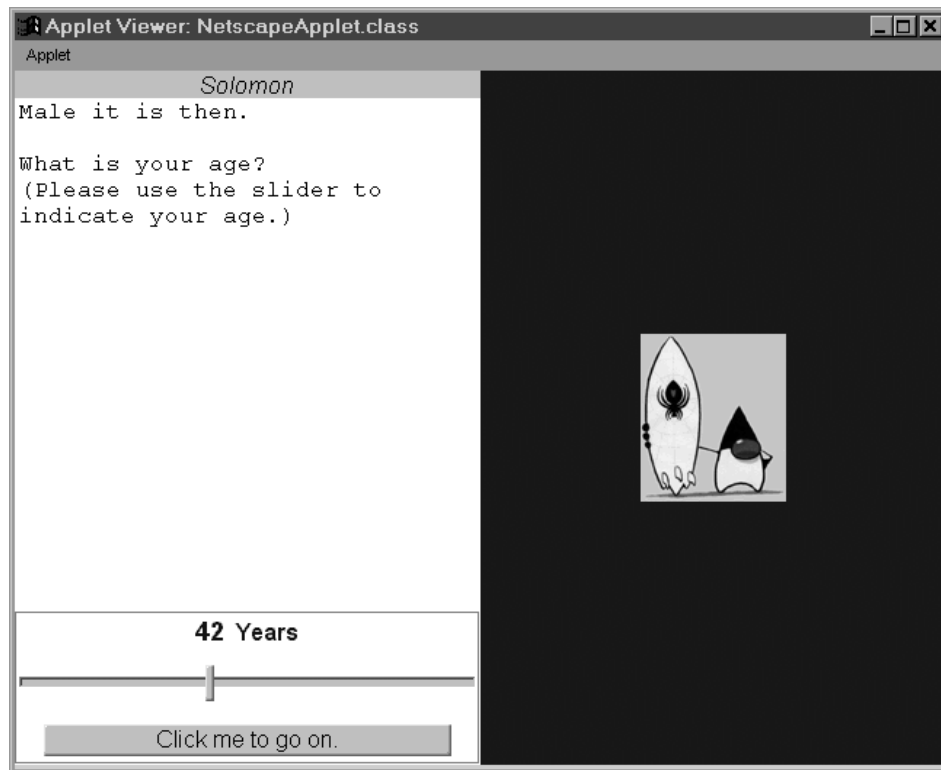 Applet Viewer: NetscapeApplet.class
Applet
Solomon
Male it is then.
What is your age?
(Please use the slider to
indicate your age.)
42 Years
Click me to go on.